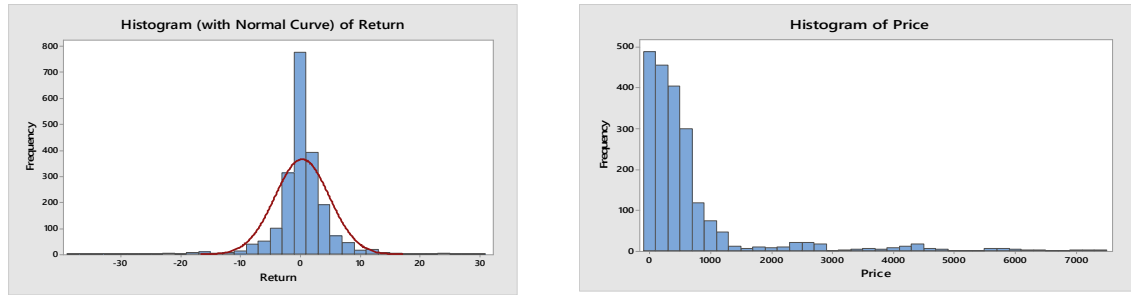 Histogram (with Normal Curve) of Return
800
700
600
500
400
300
200
100
0
Frequency
-30 -20 -10 0 10 20 30
Return
Histogram of Price
500
400
300
200
100
0
Frequency
0 1000 2000 3000 4000 5000 6000 7000
Price